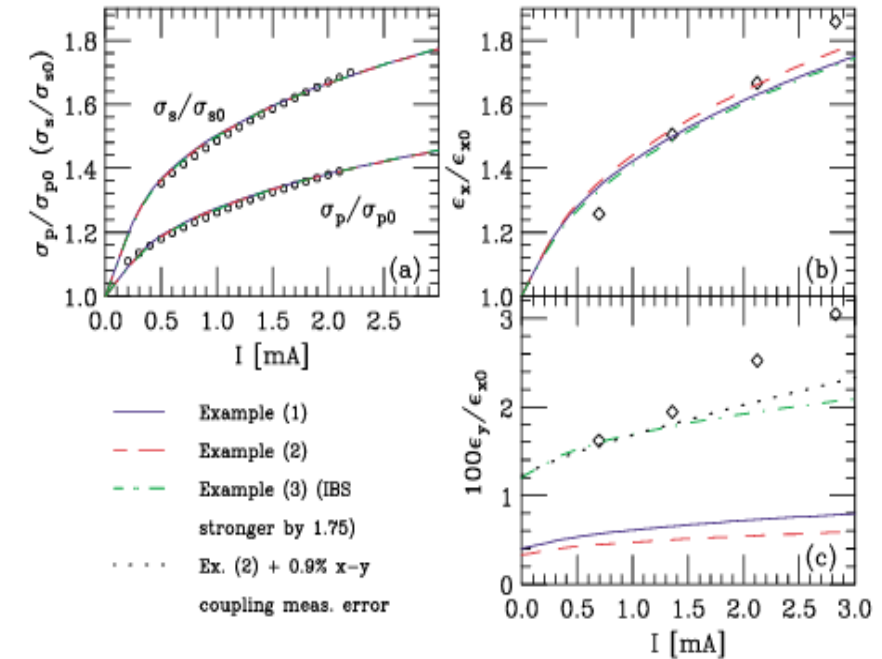 σp/σp0 (σs/σs0)
1.8
1.6
1.4
1.2
1.0
σs/σs0
σp/σp0
(a)
0.0 0.5 1.0 1.5 2.0 2.5
I [mA]
εx/εx0
1.8
1.6
1.4
1.2
1.0
(b)
100εy/εx0
3
2
1
0
(c)
0.0 0.5 1.0 1.5 2.0 2.5 3.0
I [mA]
Example (1)
Example (2)
Example (3) (IBS
stronger by 1.75)
Ex. (2) + 0.9% x-y
coupling meas. error